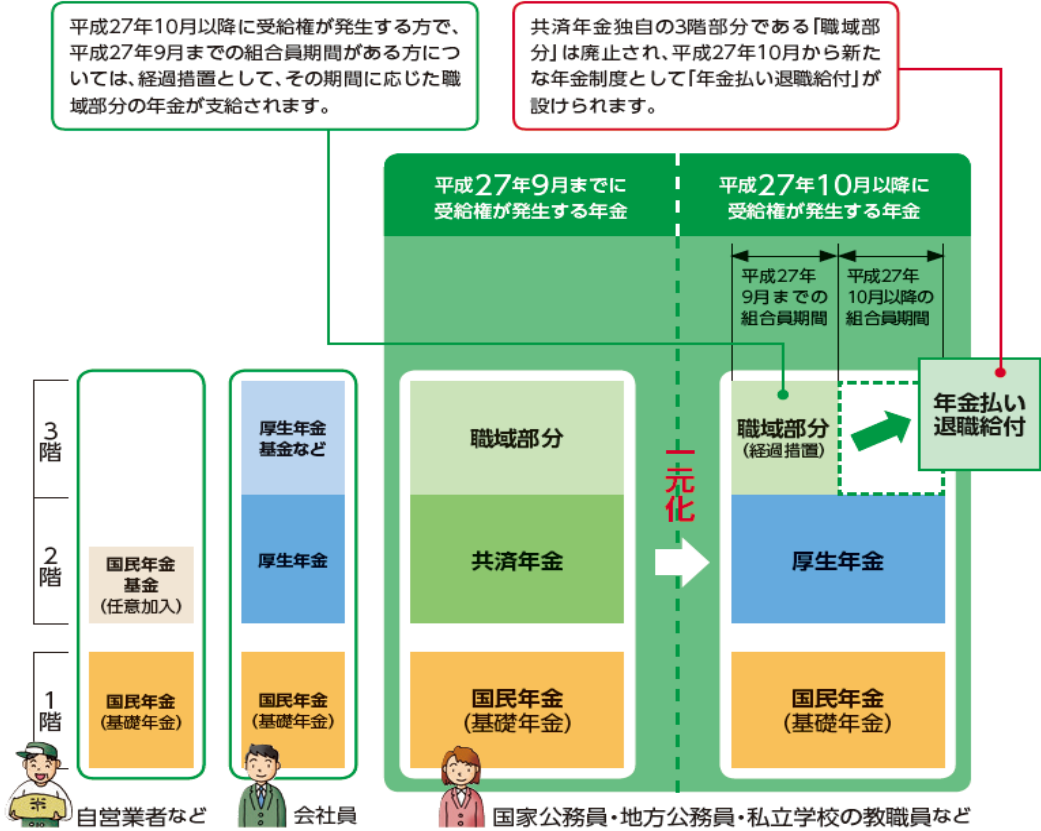 平成27年10月以降に受給権が発生する方で、
平成27年9月までの組合員期間がある方につ
いては、経過措置として、その期間に応じた職
域部分の年金が支給されます。
共済年金独自の3階部分である「職域部
分」は廃止され、平成27年10月から新た
な年金制度として「年金払い退職給付」が
設けられます。
平成27年9月までに
受給権が発生する年金
平成27年10月以降に
受給権が発生する年金
平成27年
9月までの
組合員期間
平成27年
10月以降の
組合員期間
3
階
厚生年金
基金など
職域部分
職域部分
(経過措置)
年金払い
退職給付
一元化
2
階
国民年金
基金
(任意加入)
厚生年金
共済年金
厚生年金
1
階
国民年金
(基礎年金)
国民年金
(基礎年金)
国民年金
(基礎年金)
国民年金
(基礎年金)
米
自営業者など
会社員
国家公務員・地方公務員・私立学校の教職員など